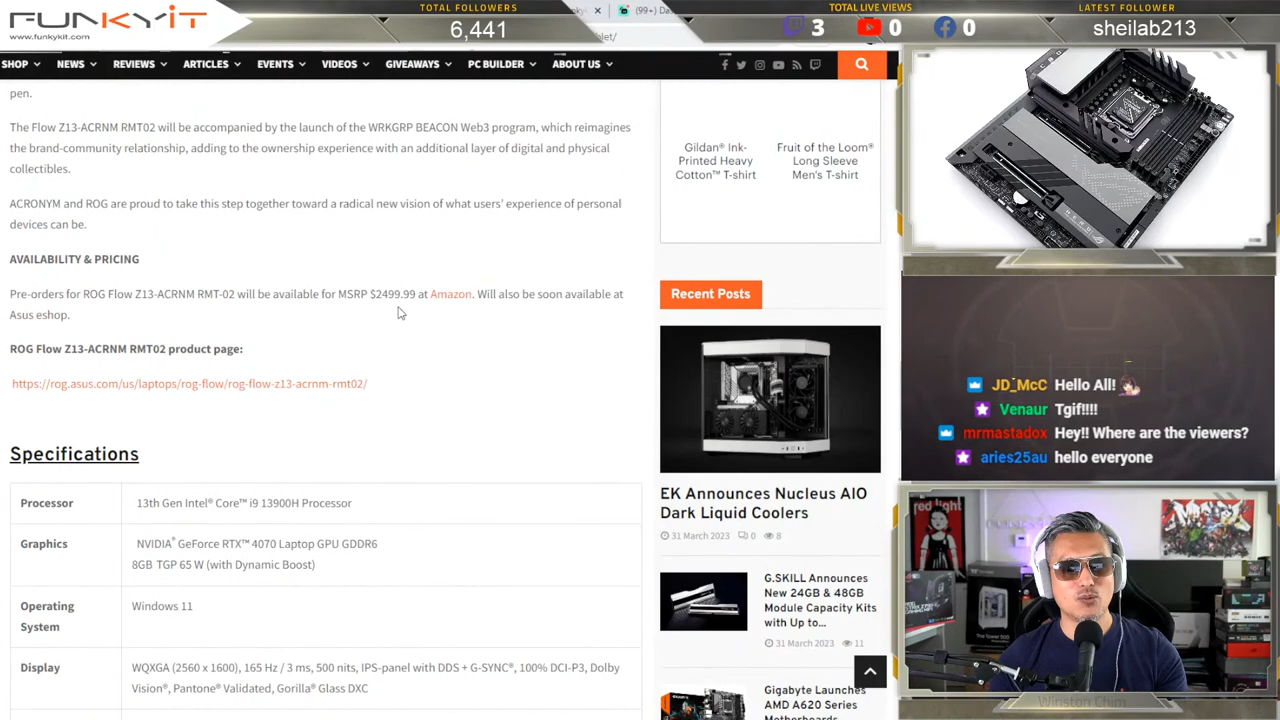 FUNKYIT
www.funkykit.com
TOTAL FOLLOWERS
6,441
(99+) Da
TOTAL LIVE VIEWS
3
0
0
LATEST FOLLOWER
sheilab213
SHOP
NEWS
REVIEWS
ARTICLES
EVENTS
VIDEOS
GIVEAWAYS
PC BUILDER
ABOUT US
pen.
The Flow Z13-ACRNM RMT02 will be accompanied by the launch of the WRKGRP BEACON Web3 program, which reimagines
the brand-community relationship, adding to the ownership experience with an additional layer of digital and physical
collectibles.
ACRONYM and ROG are proud to take this step together toward a radical new vision of what users' experience of personal
devices can be.
AVAILABILITY & PRICING
Pre-orders for ROG Flow Z13-ACRNM RMT-02 will be available for MSRP $2499.99 at Amazon. Will also be soon available at
Asus eshop.
ROG Flow Z13-ACRNM RMT02 product page:
https://rog.asus.com/us/laptops/rog-flow/rog-flow-z13-acrnm-rmt02/
Specifications
Processor
13th Gen Intel® Core™ i9 13900H Processor
Graphics
NVIDIA® GeForce RTX™ 4070 Laptop GPU GDDR6
8GB TGP 65 W (with Dynamic Boost)
Operating
System
Windows 11
Display
WQXGA (2560 x 1600), 165 Hz / 3 ms, 500 nits, IPS-panel with DDS + G-SYNC®, 100% DCI-P3, Dolby
Vision®, Pantone® Validated, Gorilla® Glass DXC
Gildan® Ink-
Printed Heavy
Cotton™ T-shirt
Fruit of the Loom®
Long Sleeve
Men's T-shirt
Recent Posts
EK Announces Nucleus AIO
Dark Liquid Coolers
31 March 2023 0 8
G.SKILL Announces
New 24GB & 48GB
Module Capacity Kits
with Up to...
31 March 2023 11
Gigabyte Launches
AMD A620 Series
Motherboards
HERO
JD_McC Hello All!
Venaur Tgif!!!!
mrmastadox Hey!! Where are the viewers?
aries25au hello everyone
red light
Winston Chim